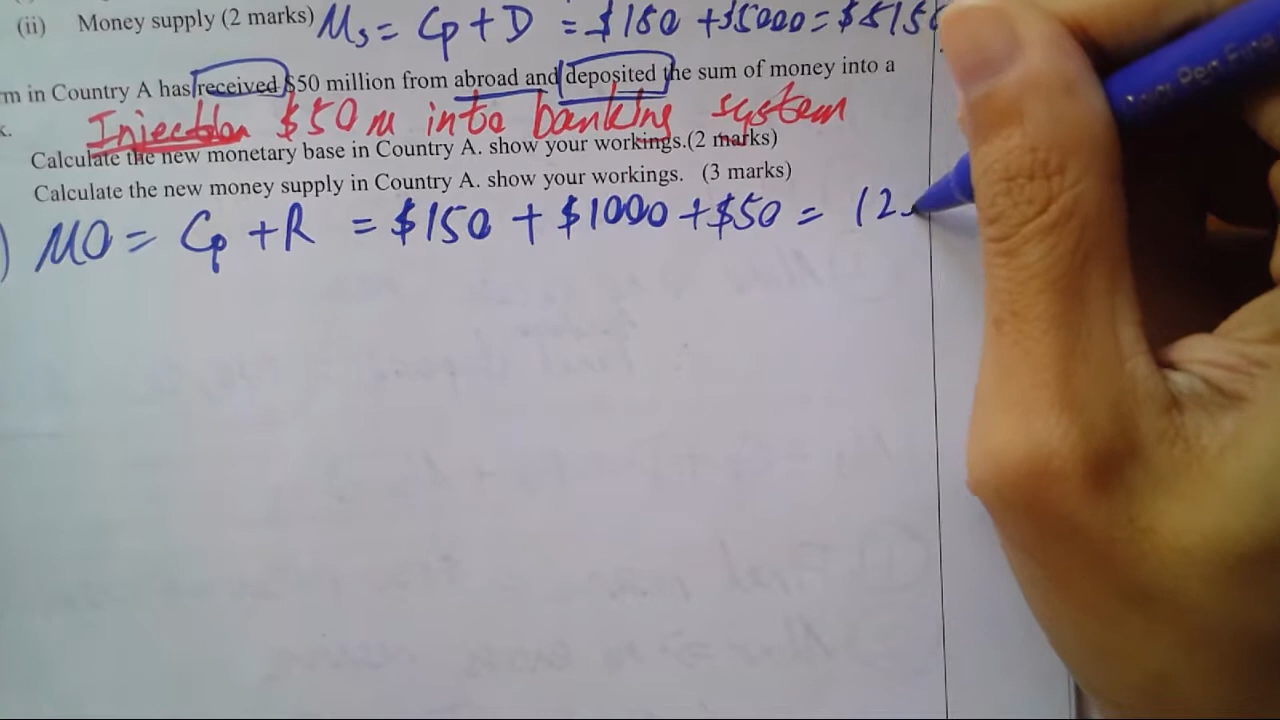 (ii) Money supply (2 marks) Ms = Cp + D = $150 + $5000 = $515
m in Country A has received $50 million from abroad and deposited the sum of money into a
k.
Injection $50m into banking system
Calculate the new monetary base in Country A. show your workings.(2 marks)
Calculate the new money supply in Country A. show your workings. (3 marks)
) M0 = Cp + R = $150 + $1000 + $50 = 12